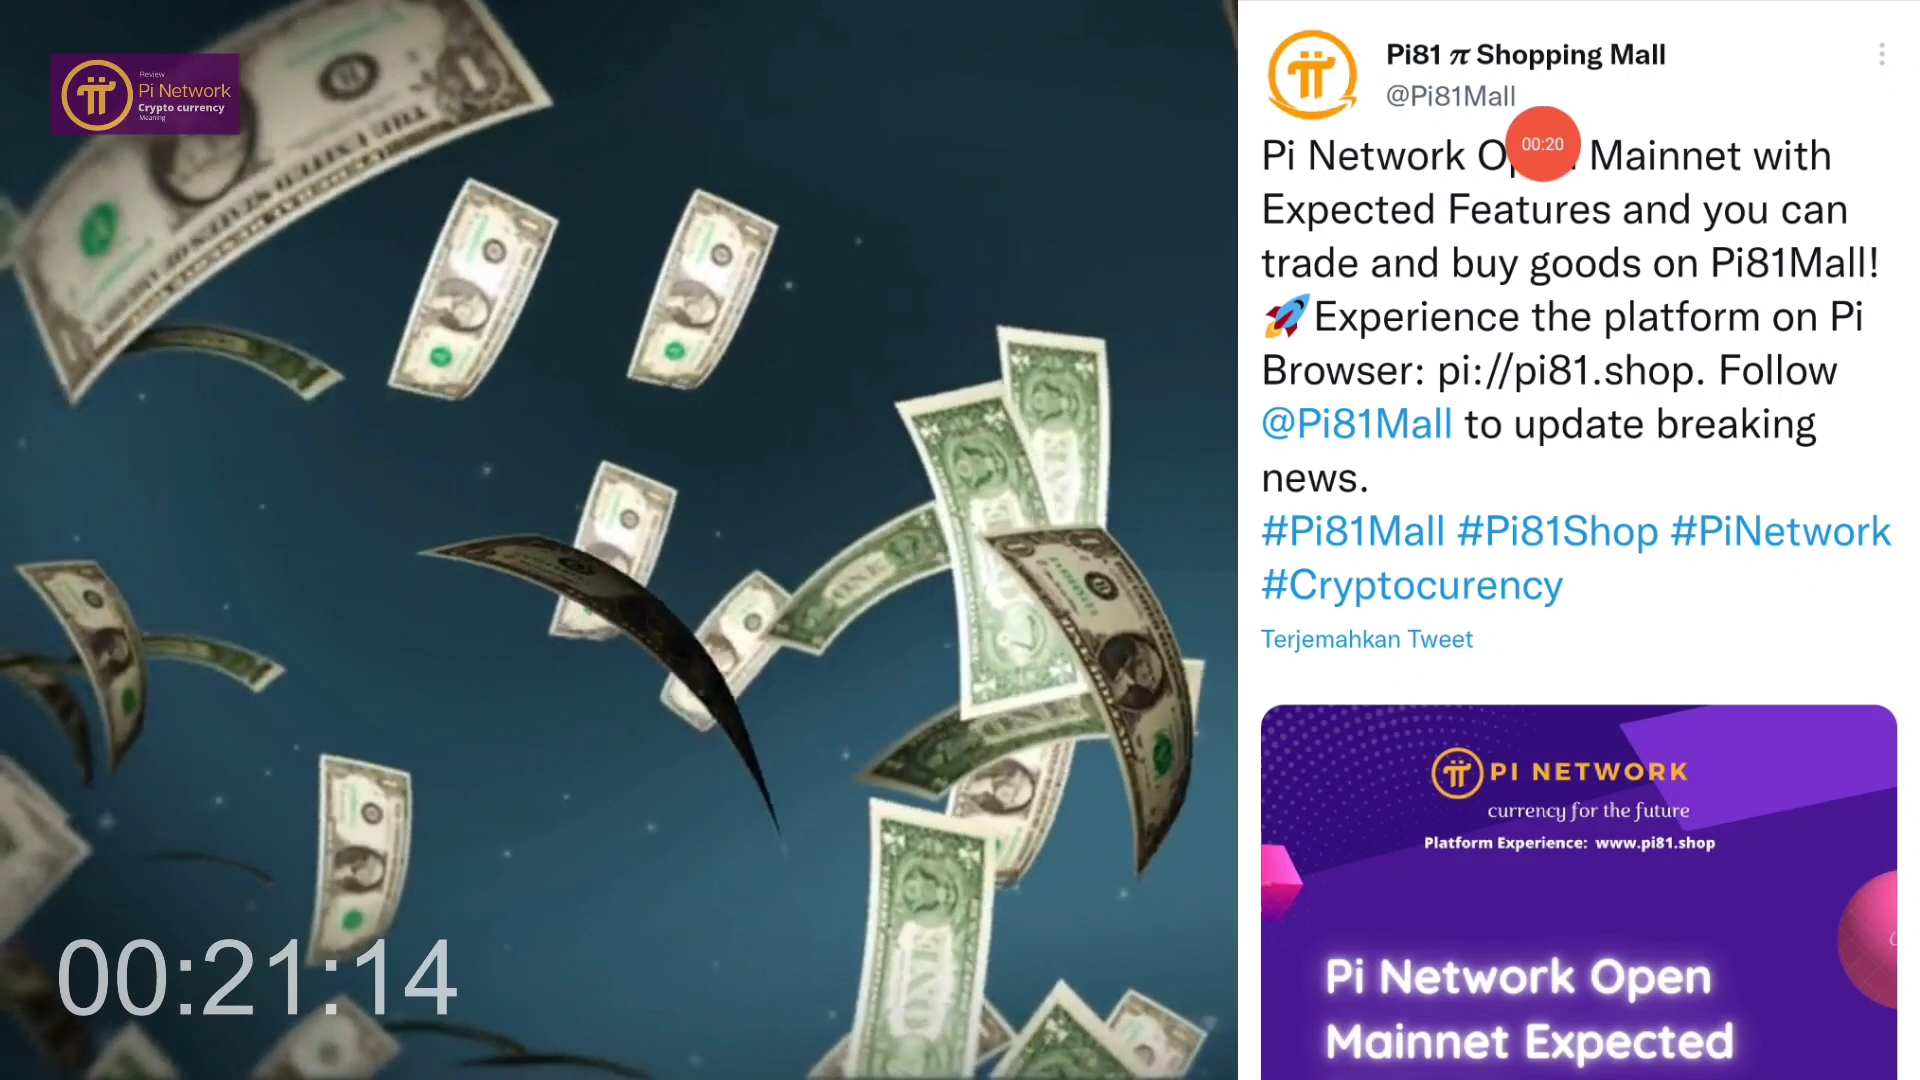 Review
Pi Network
Crypto currency
Meaning
00:21:14
Pi81 π Shopping Mall
@Pi81Mall
00:20
Pi Network Mainnet with
Expected Features and you can
trade and buy goods on Pi81Mall!
🚀Experience the platform on Pi
Browser: pi://pi81.shop. Follow
@Pi81Mall to update breaking
news.
#Pi81Mall #Pi81Shop #PiNetwork
#Cryptocurency
Terjemahkan Tweet
PI NETWORK
currency for the future
Platform Experience: www.pi81.shop
Pi Network Open
Mainnet Expected